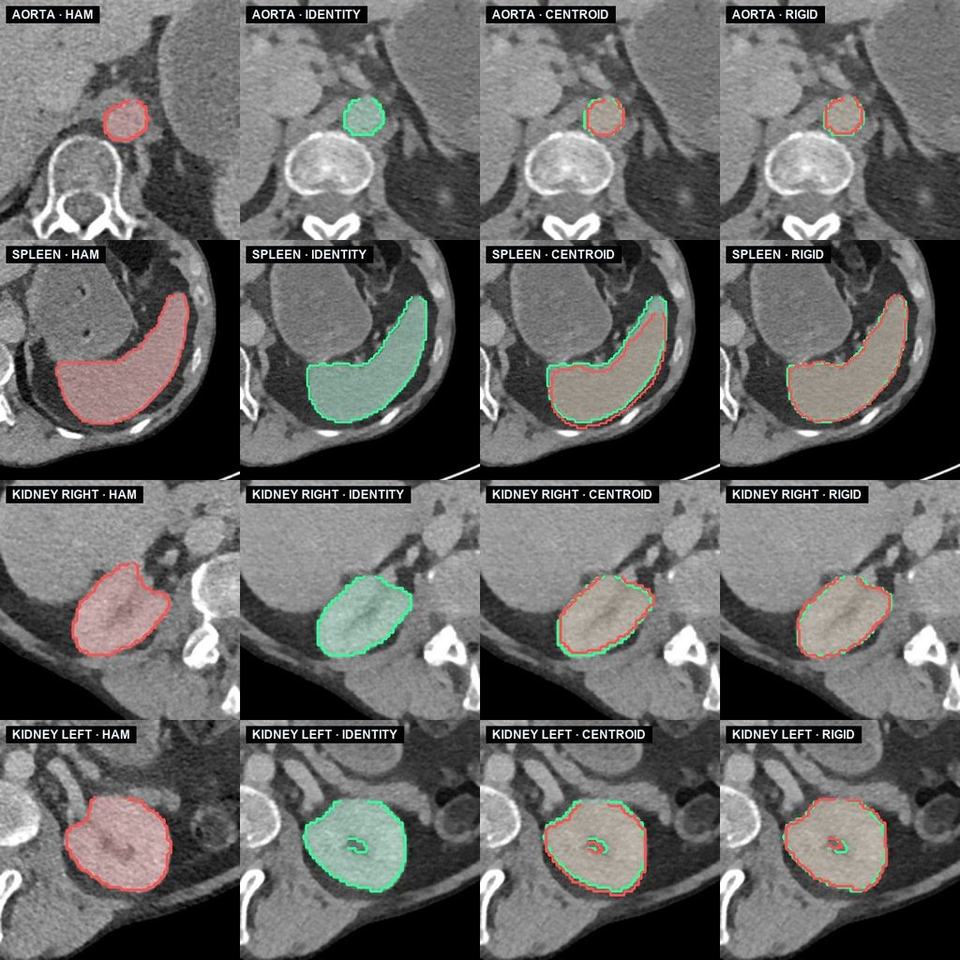 AORTA · HAM
AORTA · IDENTITY
AORTA · CENTROID
AORTA · RIGID
SPLEEN · HAM
SPLEEN · IDENTITY
SPLEEN · CENTROID
SPLEEN · RIGID
KIDNEY RIGHT · HAM
KIDNEY RIGHT · IDENTITY
KIDNEY RIGHT · CENTROID
KIDNEY RIGHT · RIGID
KIDNEY LEFT · HAM
KIDNEY LEFT · IDENTITY
KIDNEY LEFT · CENTROID
KIDNEY LEFT · RIGID